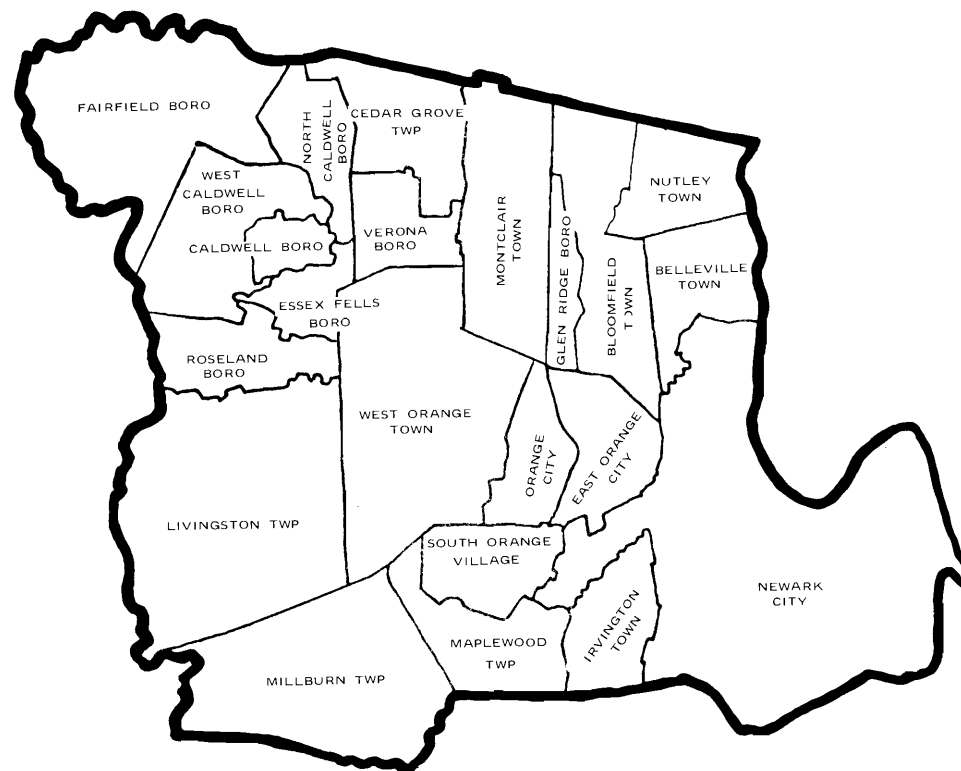 FAIRFIELD BORO
NORTH
CALDWELL
BORO
CEDAR GROVE
TWP
WEST
CALDWELL
BORO
NUTLEY
TOWN
CALDWELL BORO
VERONA
BORO
MONTCLAIR
TOWN
GLEN RIDGE BORO
BLOOMFIELD
TOWN
BELLEVILLE
TOWN
ESSEX FELLS
BORO
ROSELAND
BORO
WEST ORANGE
TOWN
ORANGE
CITY
EAST ORANGE
CITY
LIVINGSTON TWP
SOUTH ORANGE
VILLAGE
NEWARK
CITY
IRVINGTON
TOWN
MAPLEWOOD
TWP
MILLBURN TWP